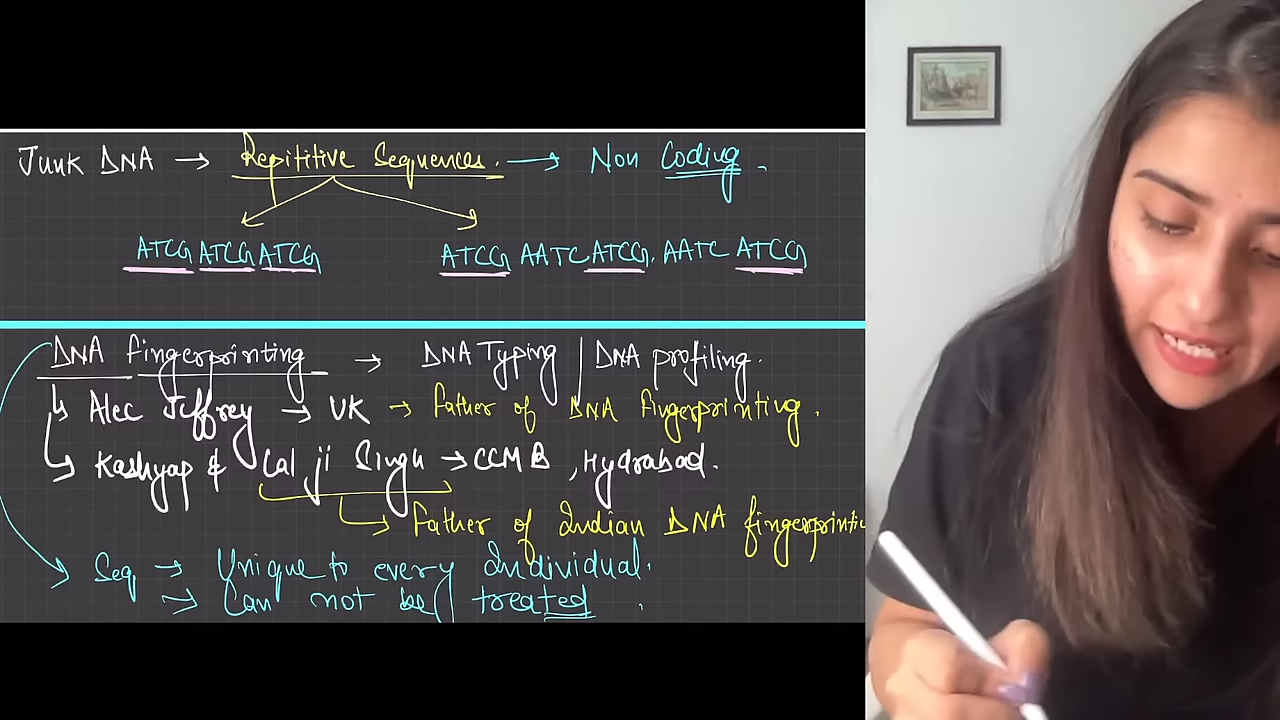 Junk DNA → Repititive Sequences. → Non Coding.
ATCG ATCG ATCG ATCG AATC ATCG. AATC ATCG
DNA fingerprinting → DNA Typing | DNA profiling.
↳ Alec Jeffrey → UK → Father of DNA fingerprinting.
↳ Kashyap & Lal ji Singh → CCMB, Hydrabad.
↳ Father of Indian DNA fingerprintin
Seq → Unique to every Individual.
→ Can not be treated.